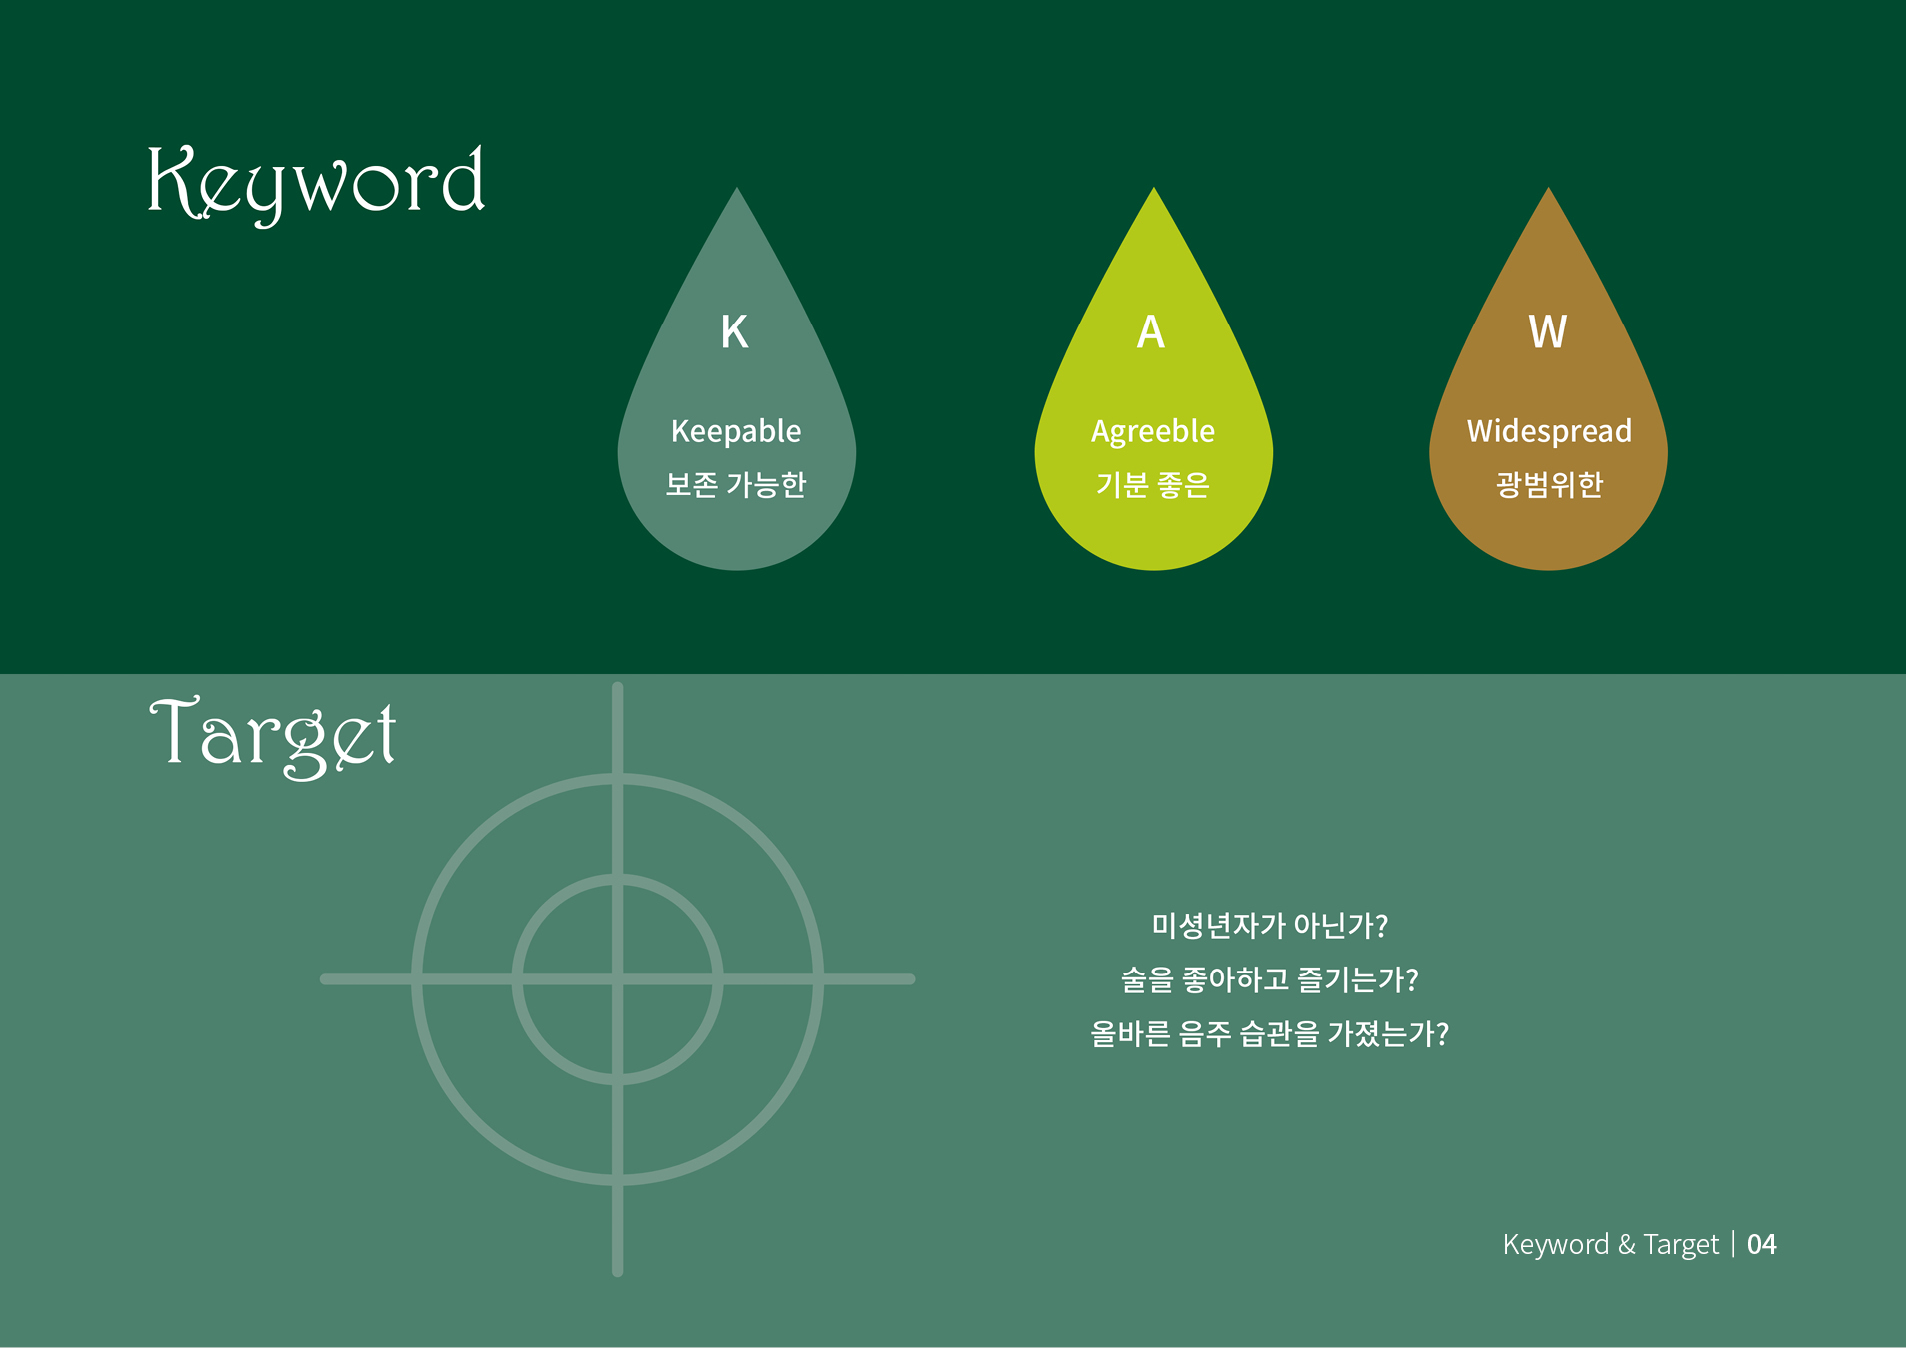 Keyword
K
Keepable
보존 가능한
A
Agreeble
기분 좋은
W
Widespread
광범위한
Target
미셩년자가 아닌가?
술을 좋아하고 즐기는가?
올바른 음주 습관을 가졌는가?
Keyword & Target | 04